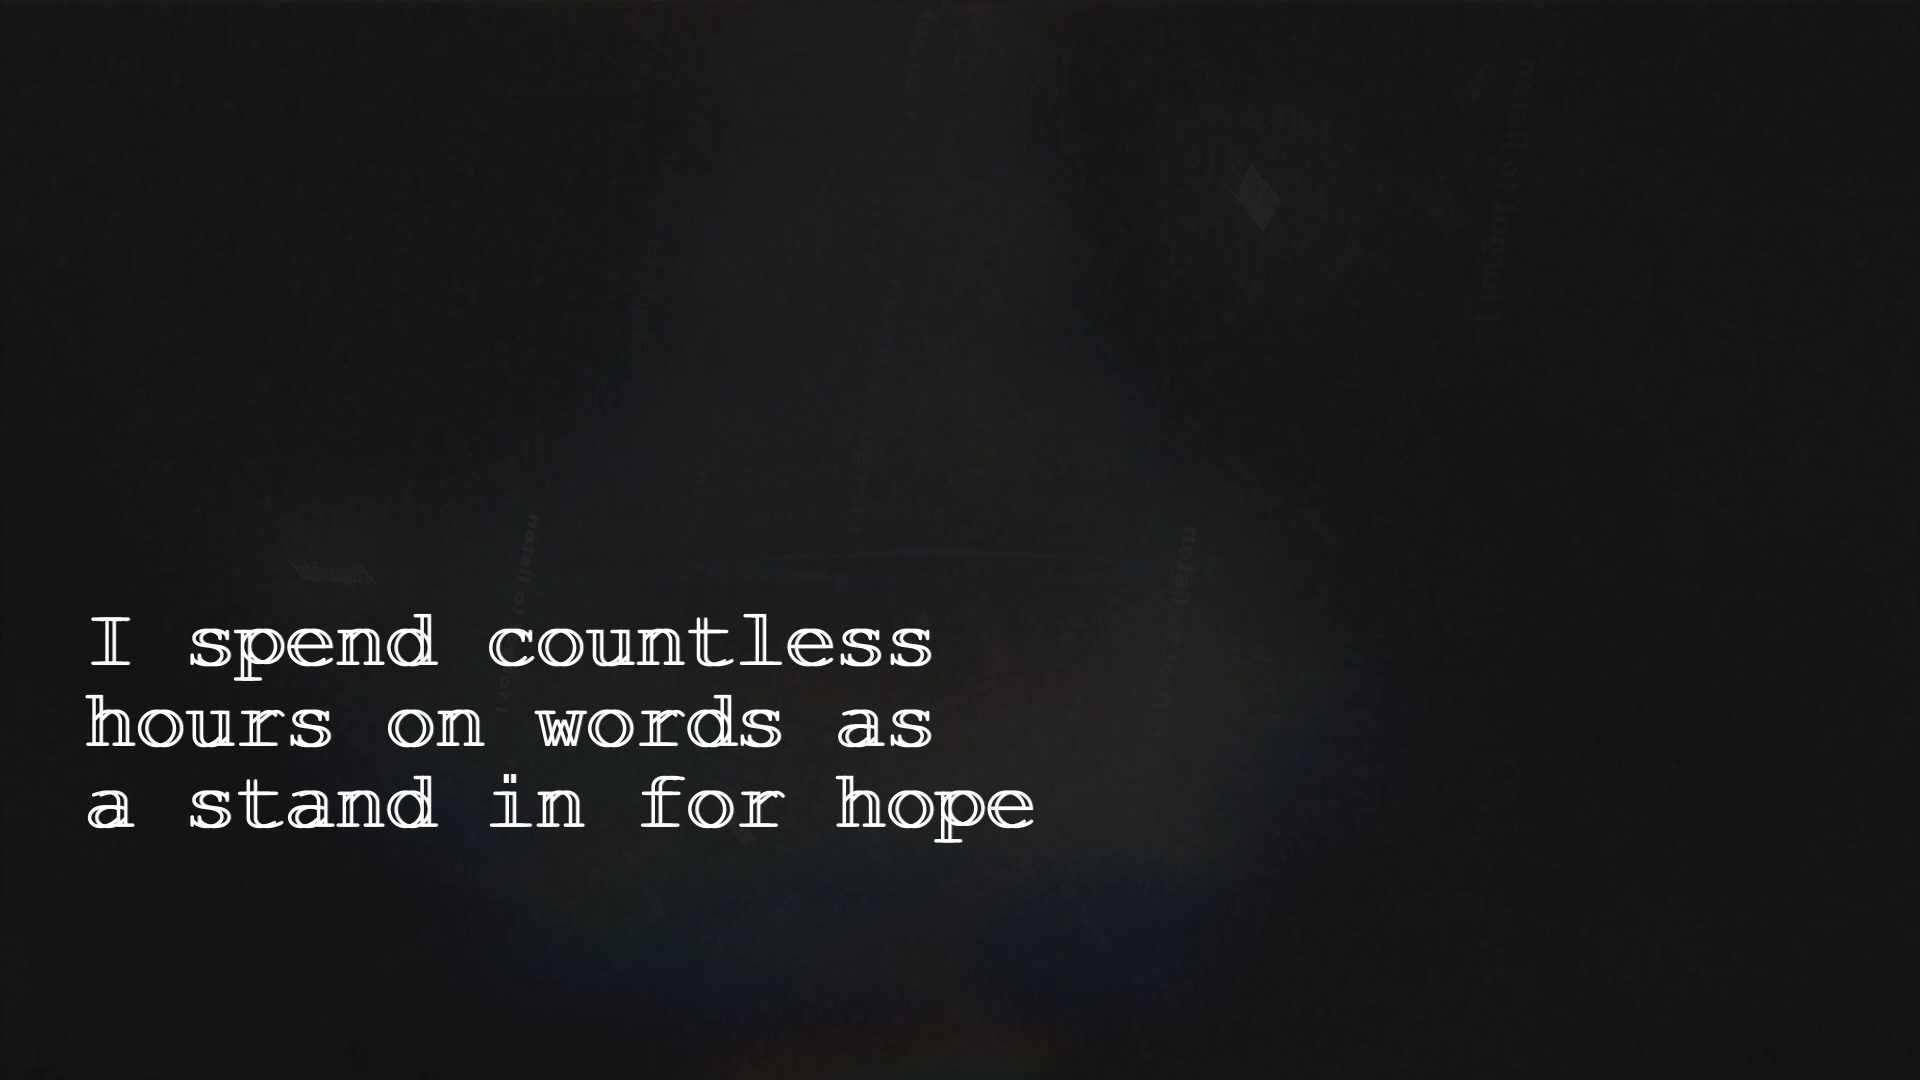 I spend countless
hours on words as
a stand in for hope